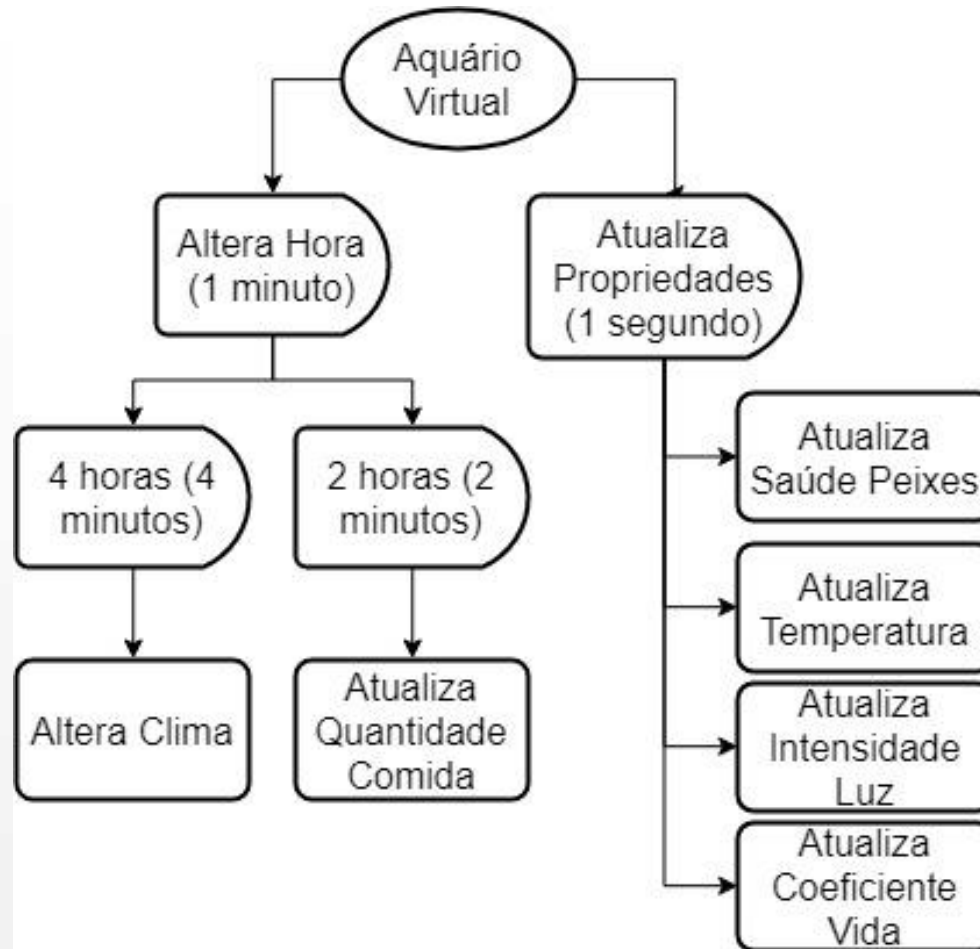 Aquário
Virtual
Altera Hora
(1 minuto)
Atualiza
Propriedades
(1 segundo)
4 horas (4
minutos)
2 horas (2
minutos)
Altera Clima
Atualiza
Quantidade
Comida
Atualiza
Saúde Peixes
Atualiza
Temperatura
Atualiza
Intensidade
Luz
Atualiza
Coeficiente
Vida